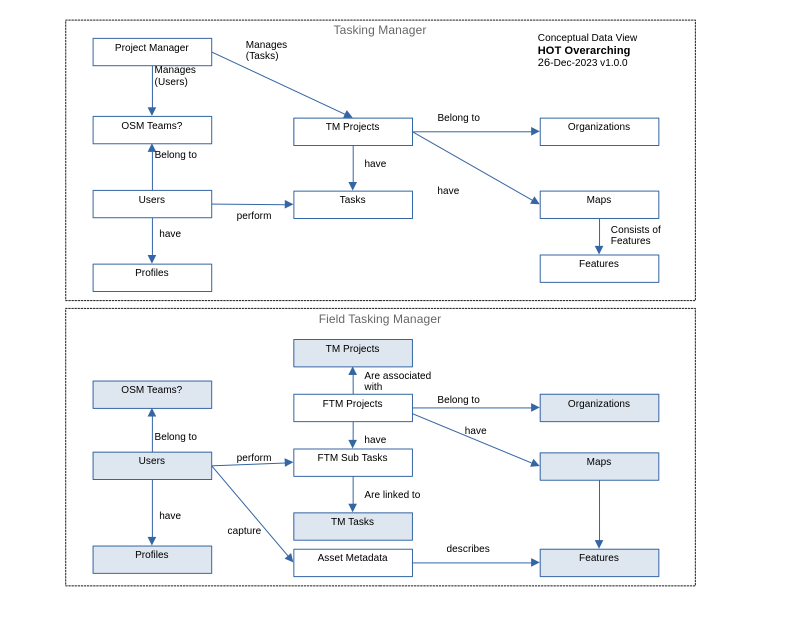 Tasking Manager
Conceptual Data View
HOT Overarching
26-Dec-2023 v1.0.0
Project Manager
Manages
(Tasks)
Manages
(Users)
OSM Teams?
TM Projects
Belong to
Organizations
Belong to
have
have
Users
perform
Tasks
Maps
have
Consists of
Features
Profiles
Features
Field Tasking Manager
TM Projects
Are associated
with
OSM Teams?
FTM Projects
Belong to
Organizations
Belong to
have
have
Users
perform
FTM Sub Tasks
Maps
Are linked to
have
capture
TM Tasks
Profiles
Asset Metadata
describes
Features